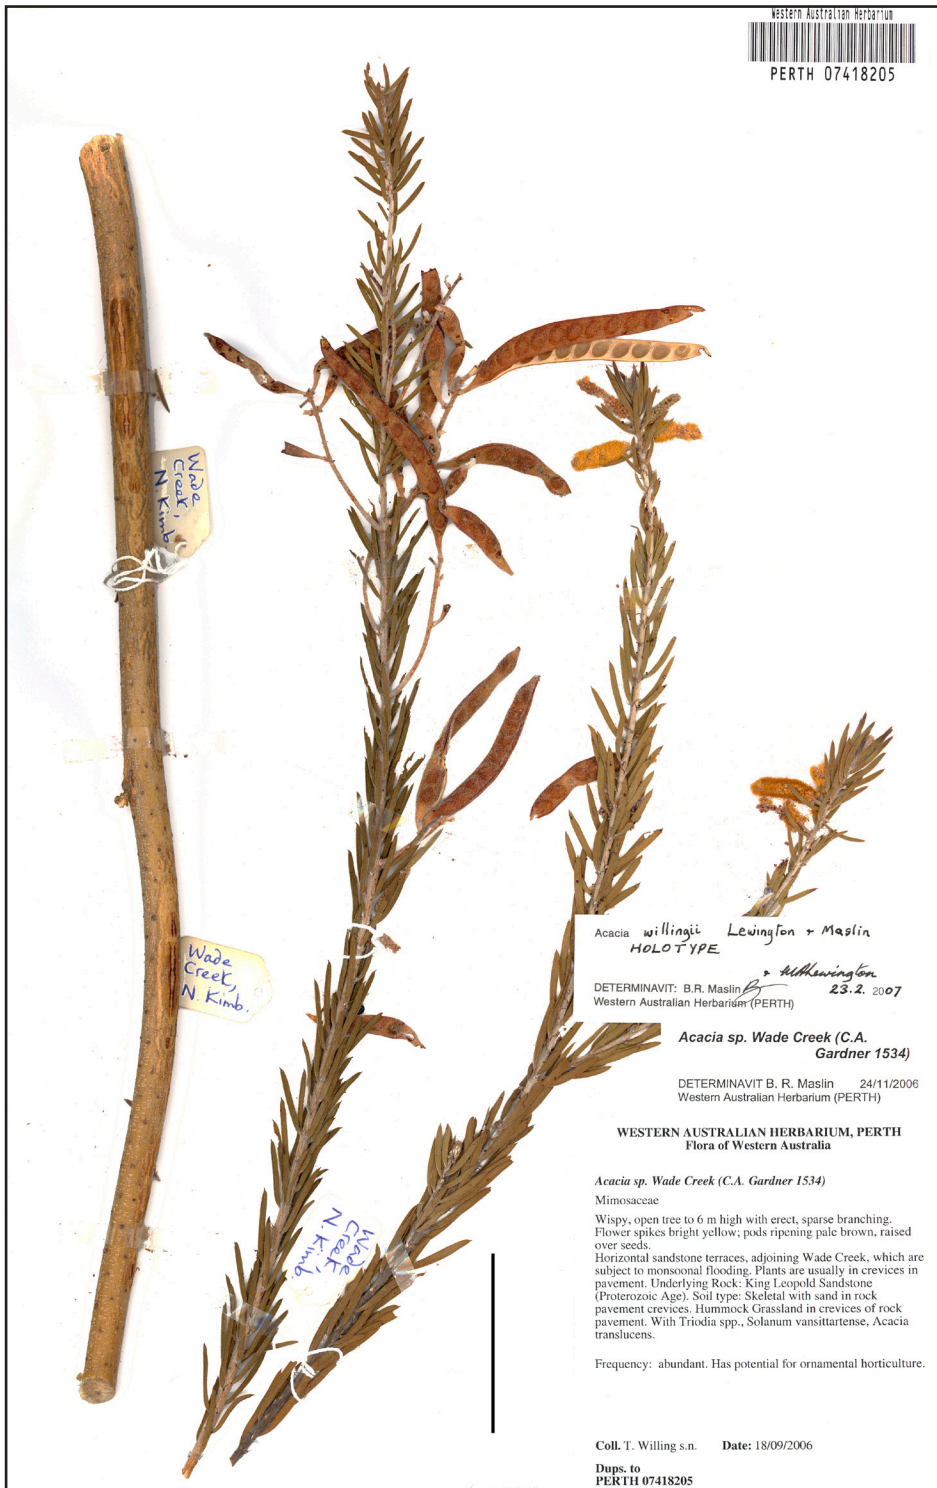 Western Australian Herbarium
PERTH 07418205
Wade
Creek,
N Kimb
Wade
Creek,
N. Kimb.
Wade
Creek,
N. Kimb.
Acacia willingii Lewington + Maslin
HOLOTYPE
DETERMINAVIT: B.R. Maslin
Western Australian Herbarium (PERTH)
23.2. 2007
Acacia sp. Wade Creek (C.A.
Gardner 1534)
DETERMINAVIT B. R. Maslin 24/11/2006
Western Australian Herbarium (PERTH)
WESTERN AUSTRALIAN HERBARIUM, PERTH
Flora of Western Australia
Acacia sp. Wade Creek (C.A. Gardner 1534)
Mimosaceae
Wispy, open tree to 6 m high with erect, sparse branching.
Flower spikes bright yellow; pods ripening pale brown, raised
over seeds.
Horizontal sandstone terraces, adjoining Wade Creek, which are
subject to monsoonal flooding. Plants are usually in crevices in
pavement. Underlying Rock: King Leopold Sandstone
(Proterozoic Age). Soil type: Skeletal with sand in rock
pavement crevices. Hummock Grassland in crevices of rock
pavement. With Triodia spp., Solanum vansittartense, Acacia
translucens.
Frequency: abundant. Has potential for ornamental horticulture.
Coll. T. Willing s.n. Date: 18/09/2006
Dups. to
PERTH 07418205